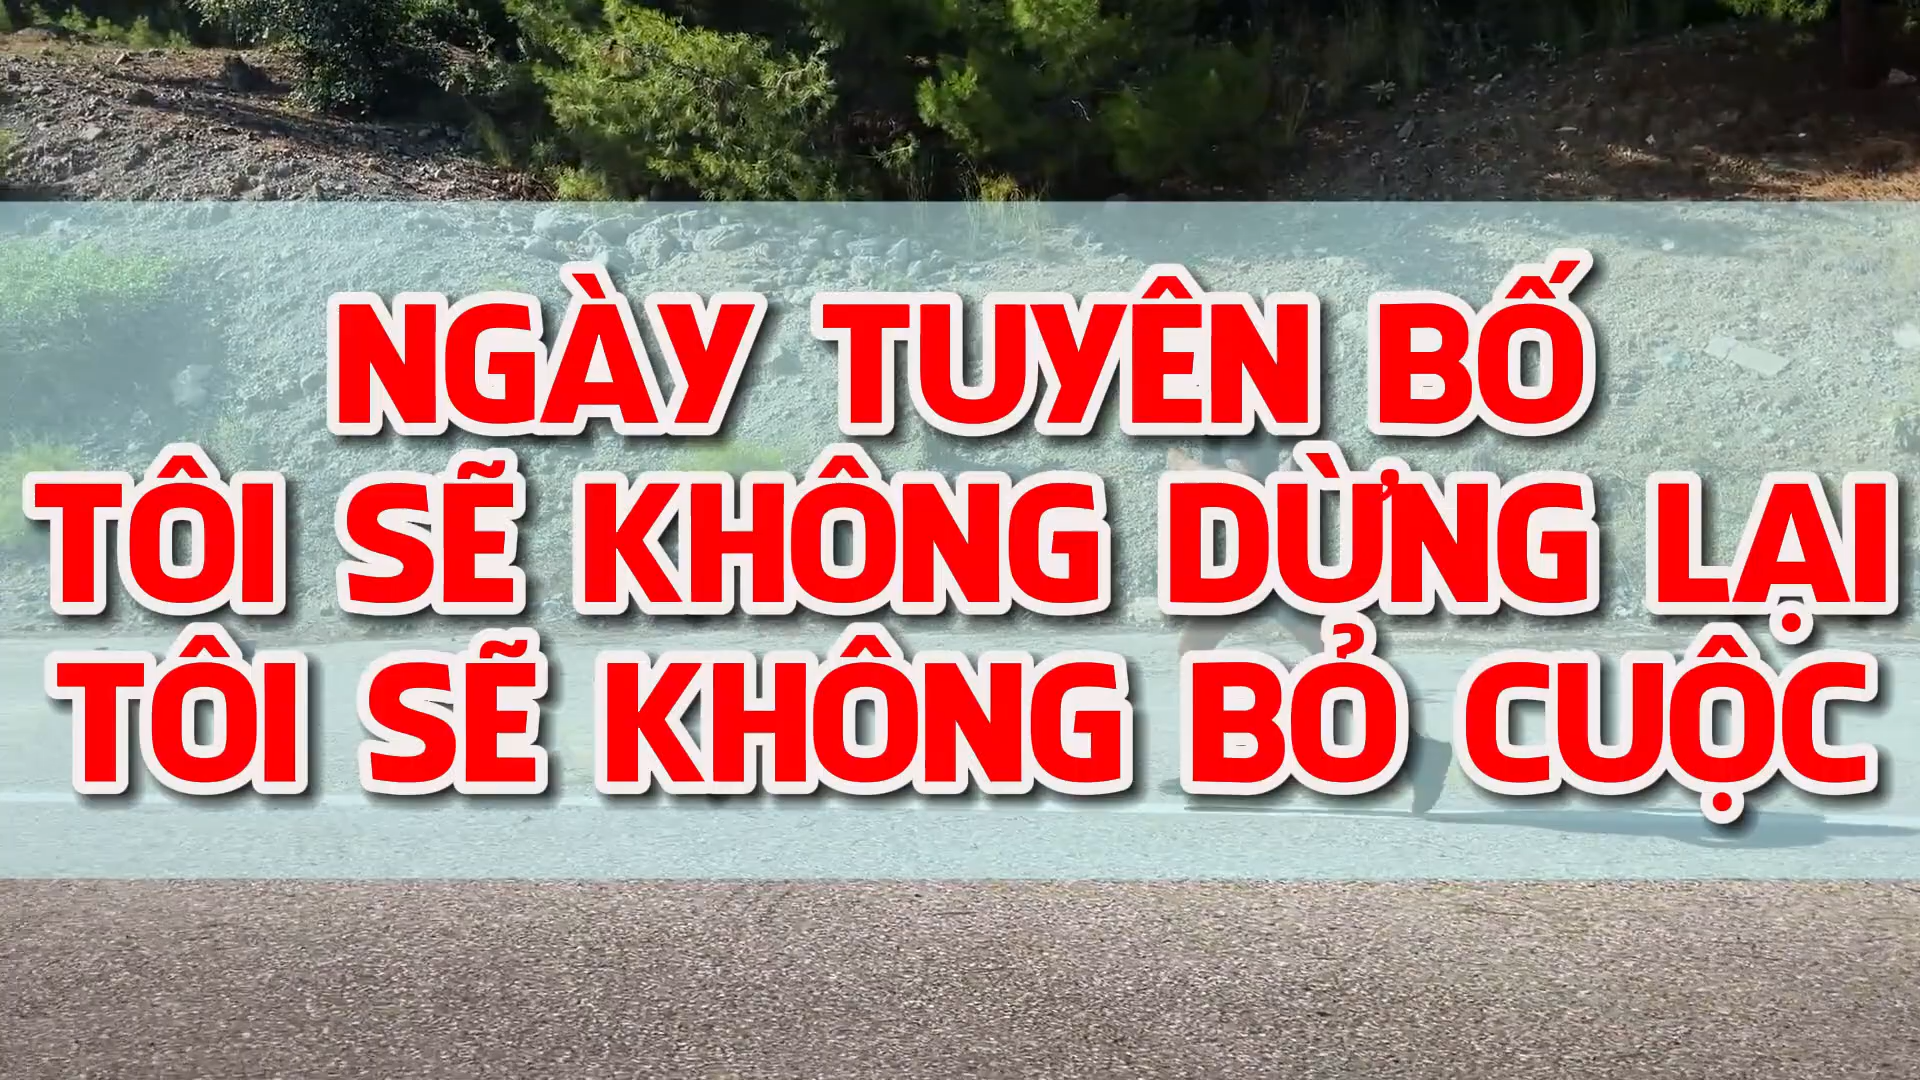 NGÀY TUYÊN BỐ
TÔI SẼ KHÔNG DỪNG LẠI
TÔI SẼ KHÔNG BỎ CUỘC